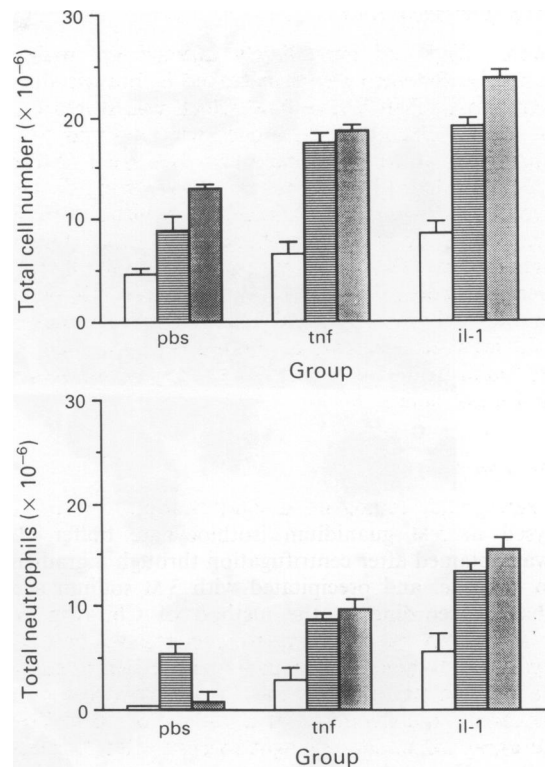 30
20
10
0
Total cell number (× 10⁻⁶)
pbs
tnf
il-1
Group
30
20
10
0
Total neutrophils (× 10⁻⁶)
pbs
tnf
il-1
Group